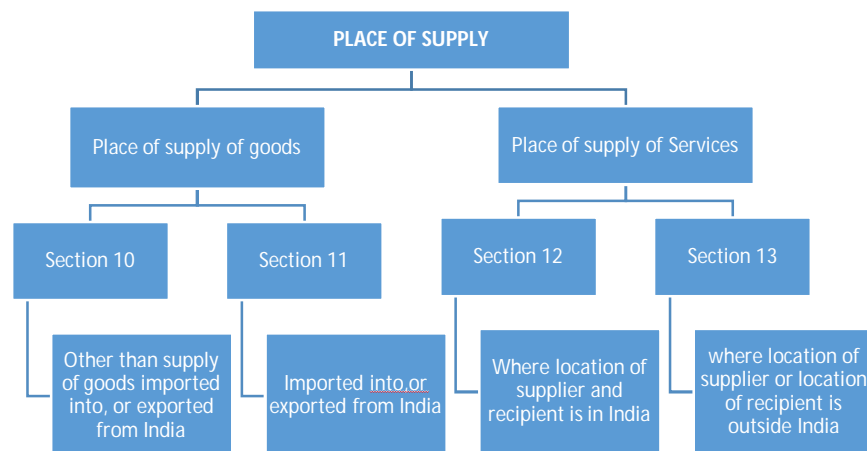 PLACE OF SUPPLY
Place of supply of goods
Place of supply of Services
Section 10
Section 11
Section 12
Section 13
Other than supply
of goods imported
into, or exported
from India
Imported into,or
exported from India
Where location of
supplier and
recipient is in India
where location of
supplier or location
of recipient is
outside India